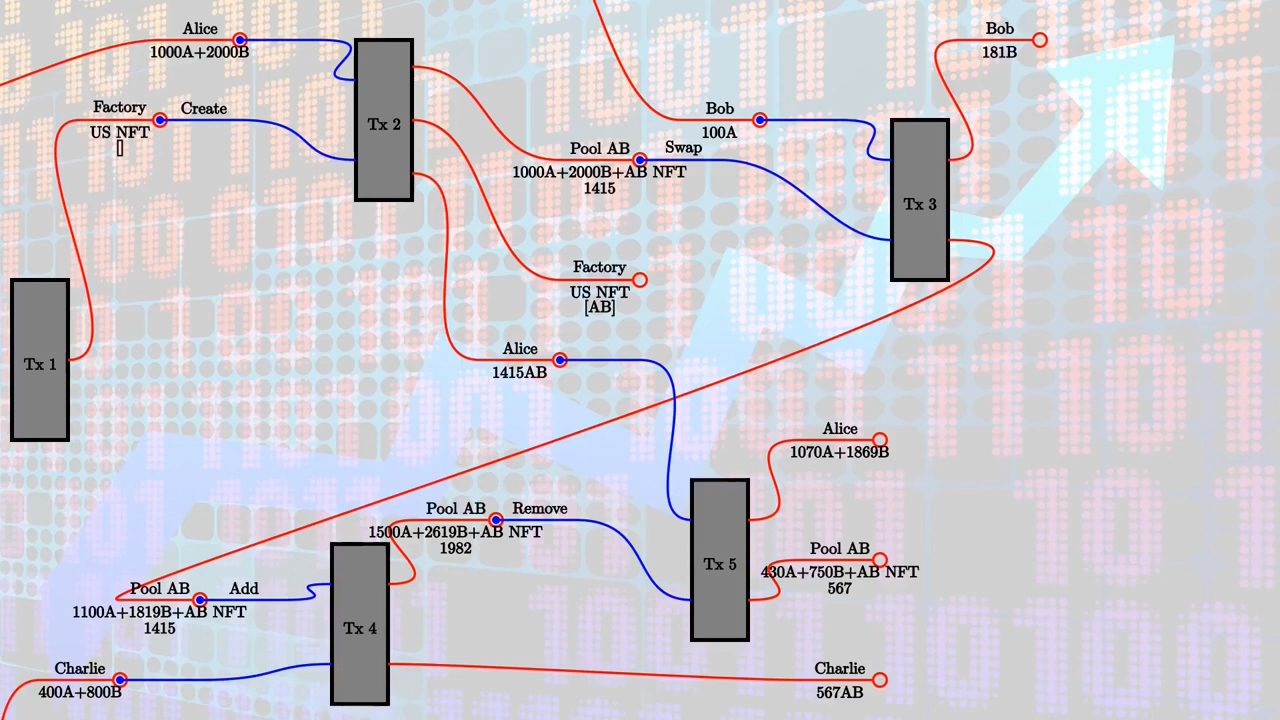 Alice
1000A+2000B
Factory
Create
US NFT
[]
Tx 2
Pool AB
Swap
1000A+2000B+AB NFT
1415
Bob
100A
Bob
181B
Tx 3
Factory
US NFT
[AB]
Tx 1
Alice
1415AB
Alice
1070A+1869B
Pool AB
Remove
1500A+2619B+AB NFT
1982
Tx 5
Pool AB
430A+750B+AB NFT
567
Pool AB
Add
1100A+1819B+AB NFT
1415
Tx 4
Charlie
400A+800B
Charlie
567AB